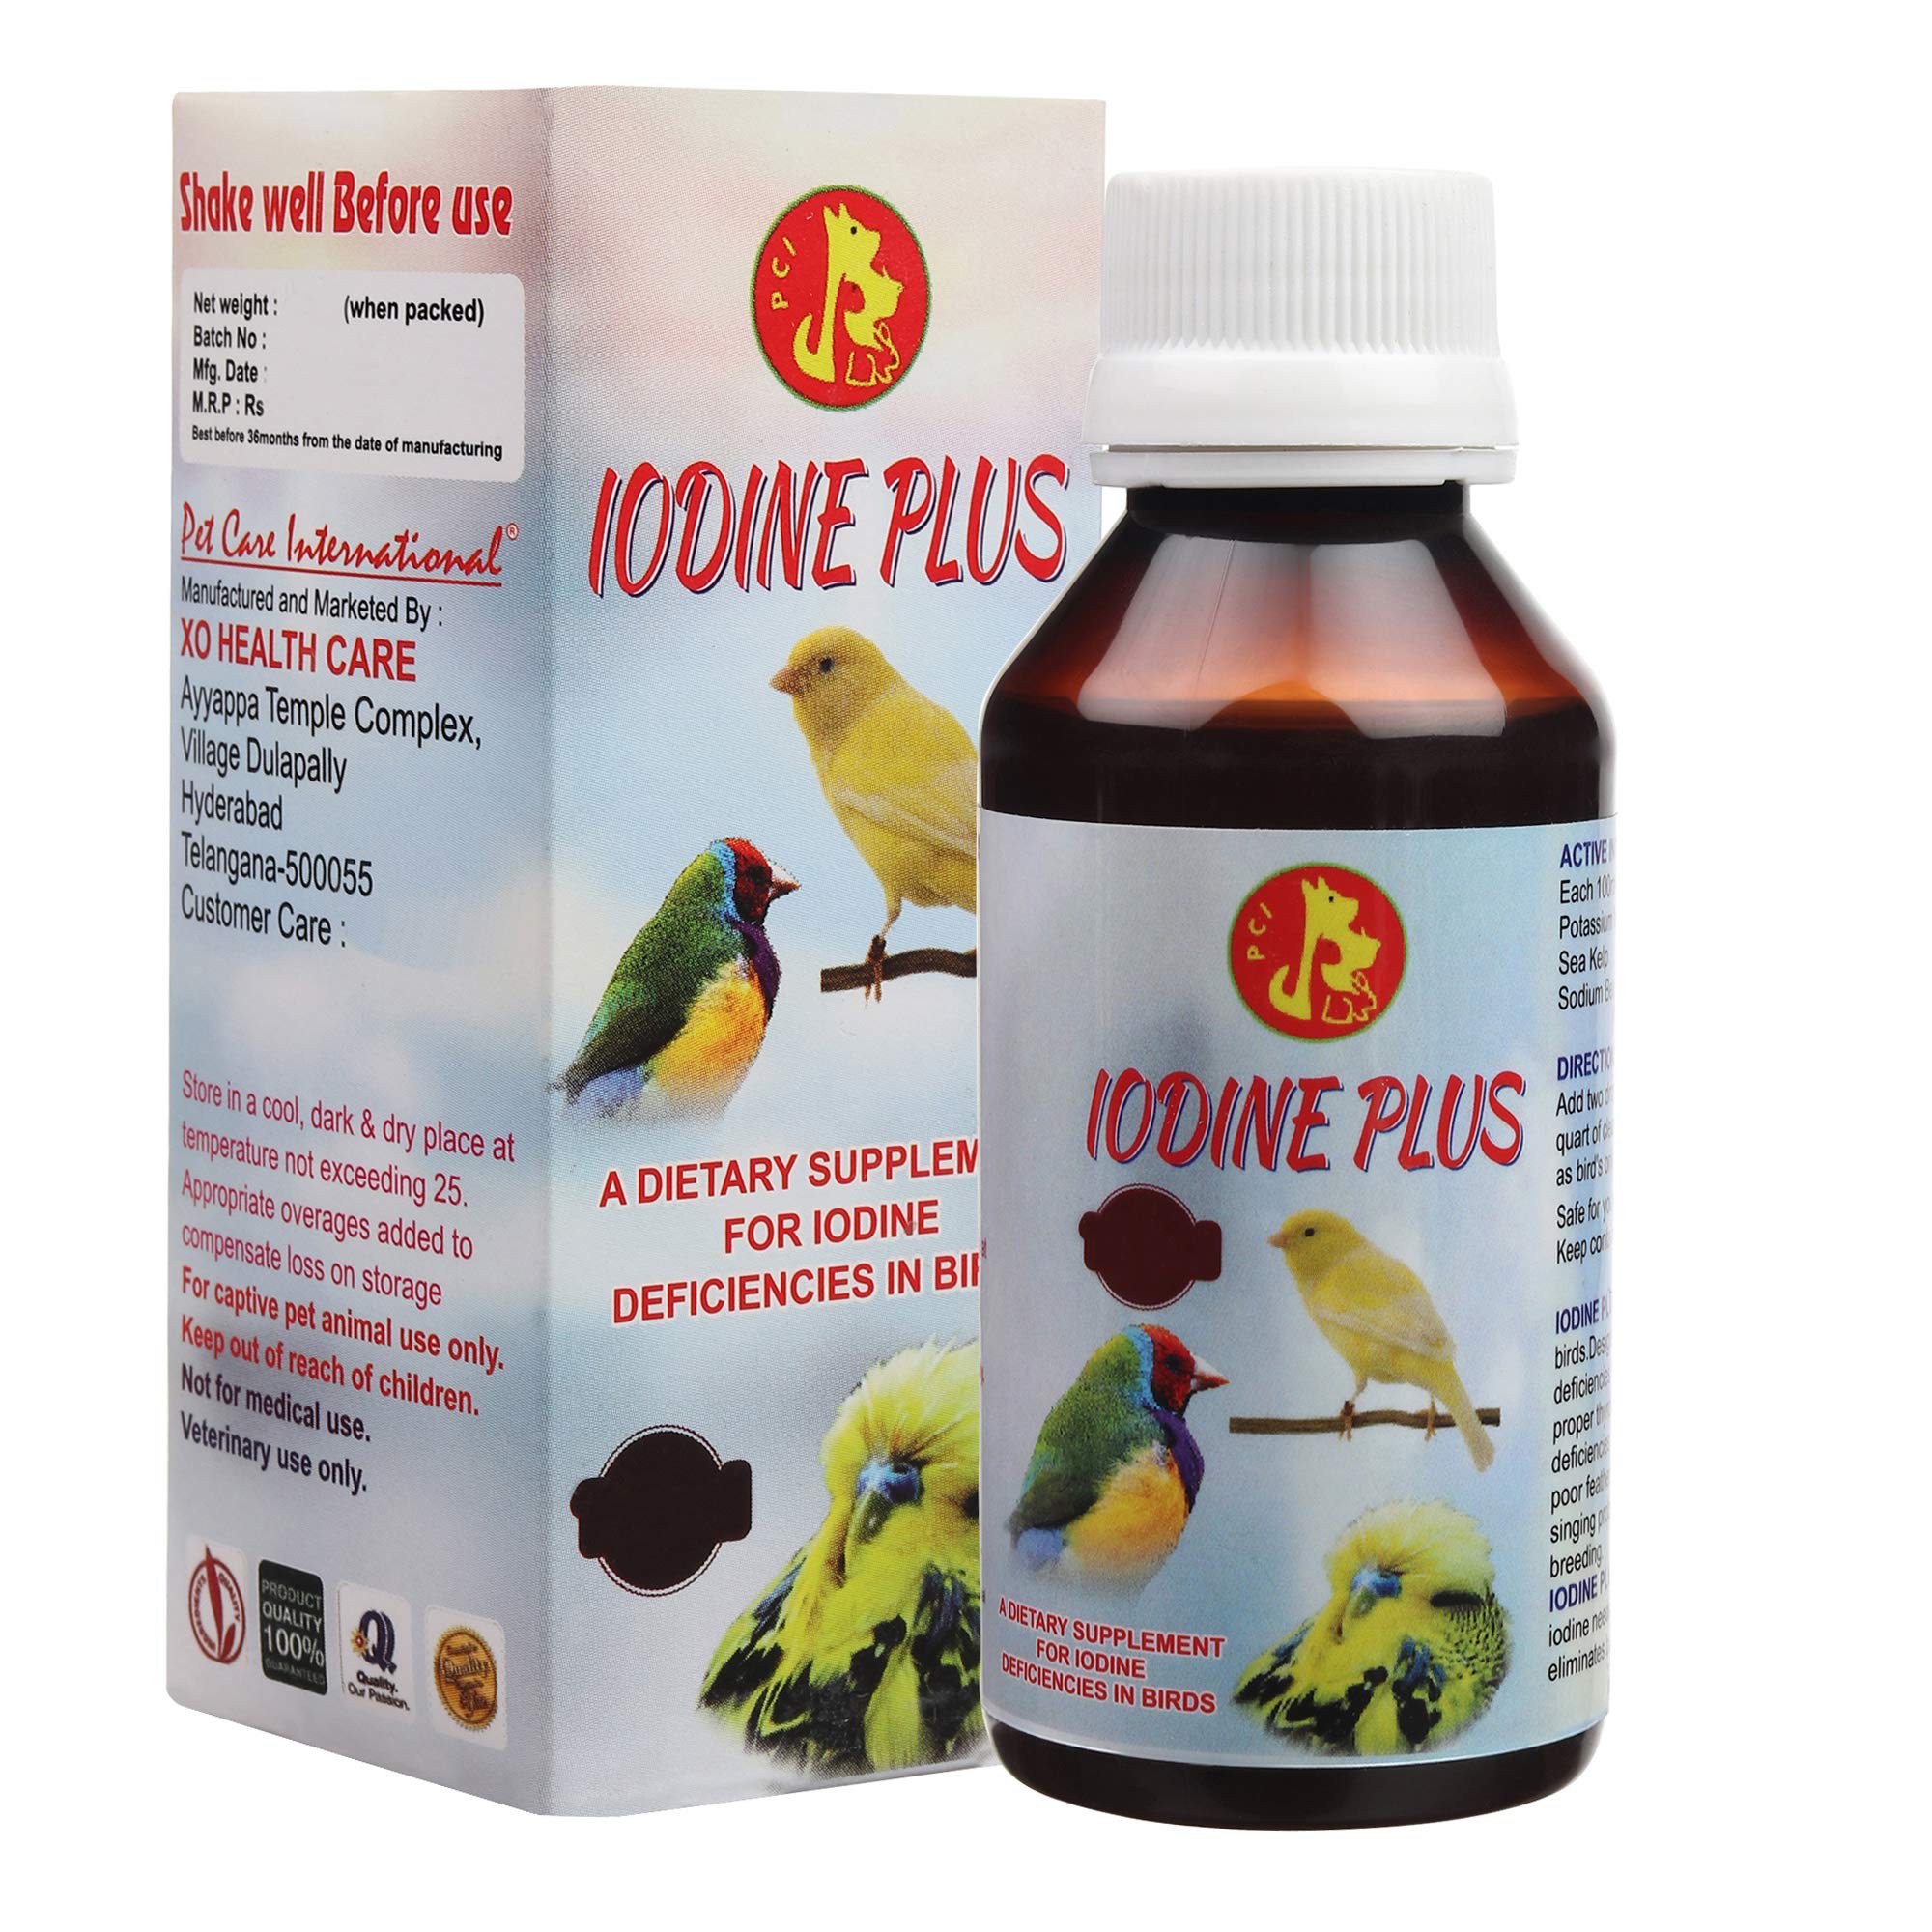 Shake well Before use
Net weight : (when packed)
Batch No :
Mfg. Date :
M.R.P : Rs
Best before 36months from the date of manufacturing
Pet Care International®
Manufactured and Marketed By :
XO HEALTH CARE
Ayyappa Temple Complex,
Village Dulapally
Hyderabad
Telangana-500055
Customer Care :
Store in a cool, dark & dry place at
temperature not exceeding 25.
Appropriate overages added to
compensate loss on storage
For captive pet animal use only.
Keep out of reach of children.
Not for medical use.
Veterinary use only.
QUALITY
PRODUCT
QUALITY
100%
GUARANTEED
Q
Quality.
Our Passion.
Quality
PCI
IODINE PLUS
A DIETARY SUPPLEM
FOR IODINE
DEFICIENCIES IN BI
PCI
IODINE PLUS
A DIETARY SUPPLEMENT
FOR IODINE
DEFICIENCIES IN BIRDS
ACTIVE
Each 100
Potassium
Sea Kelp
Sodium
DIRECTIO
Add two
quart of
as bird's
Safe for
Keep
IODINE
birds.
deficienc
proper
deficienc
poor
singing
breeding.
IODINE
iodine
eliminates